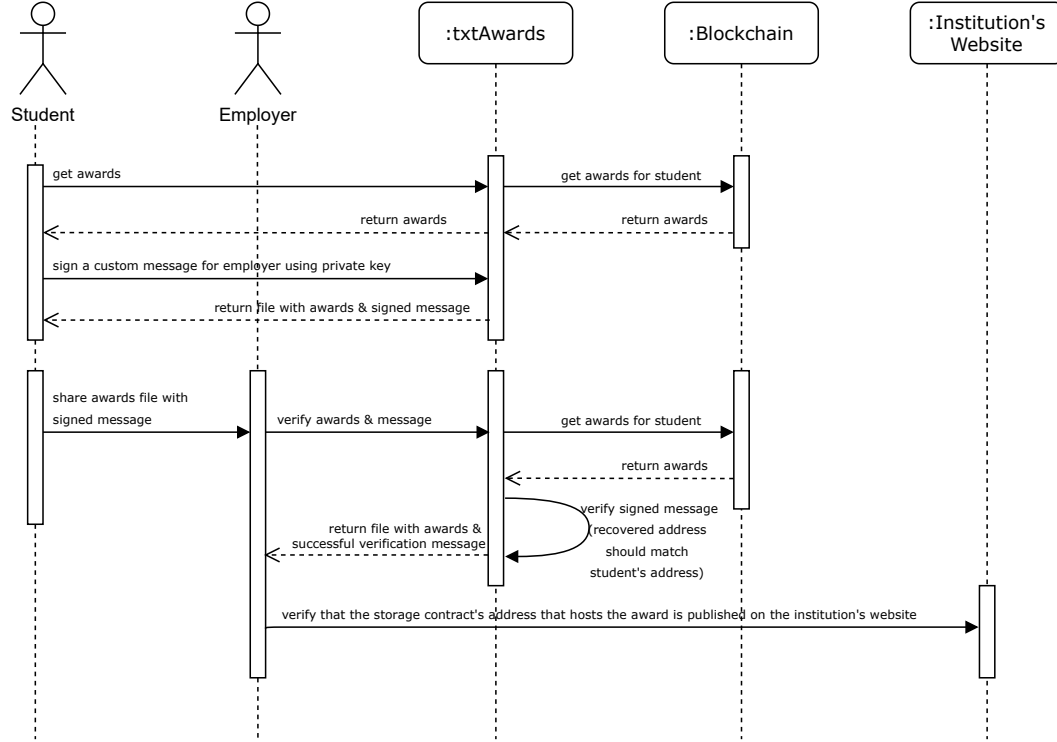 Student
Employer
:txtAwards
:Blockchain
:Institution's
Website
get awards
get awards for student
return awards
return awards
sign a custom message for employer using private key
return file with awards & signed message
share awards file with
signed message
verify awards & message
get awards for student
return awards
verify signed message
(recovered address
should match
student's address)
return file with awards &
successful verification message
verify that the storage contract's address that hosts the award is published on the institution's website